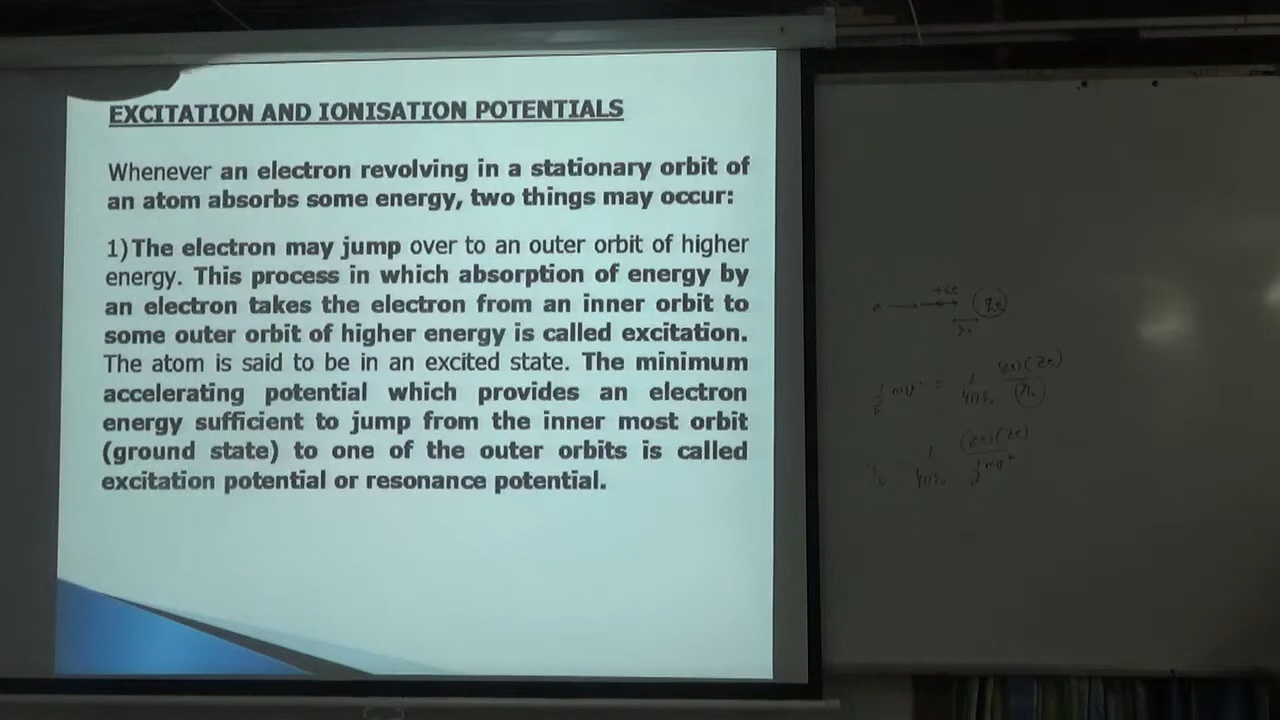 EXCITATION AND IONISATION POTENTIALS
Whenever an electron revolving in a stationary orbit of
an atom absorbs some energy, two things may occur:
1)The electron may jump over to an outer orbit of higher
energy. This process in which absorption of energy by
an electron takes the electron from an inner orbit to
some outer orbit of higher energy is called excitation.
The atom is said to be in an excited state. The minimum
accelerating potential which provides an electron
energy sufficient to jump from the inner most orbit
(ground state) to one of the outer orbits is called
excitation potential or resonance potential.